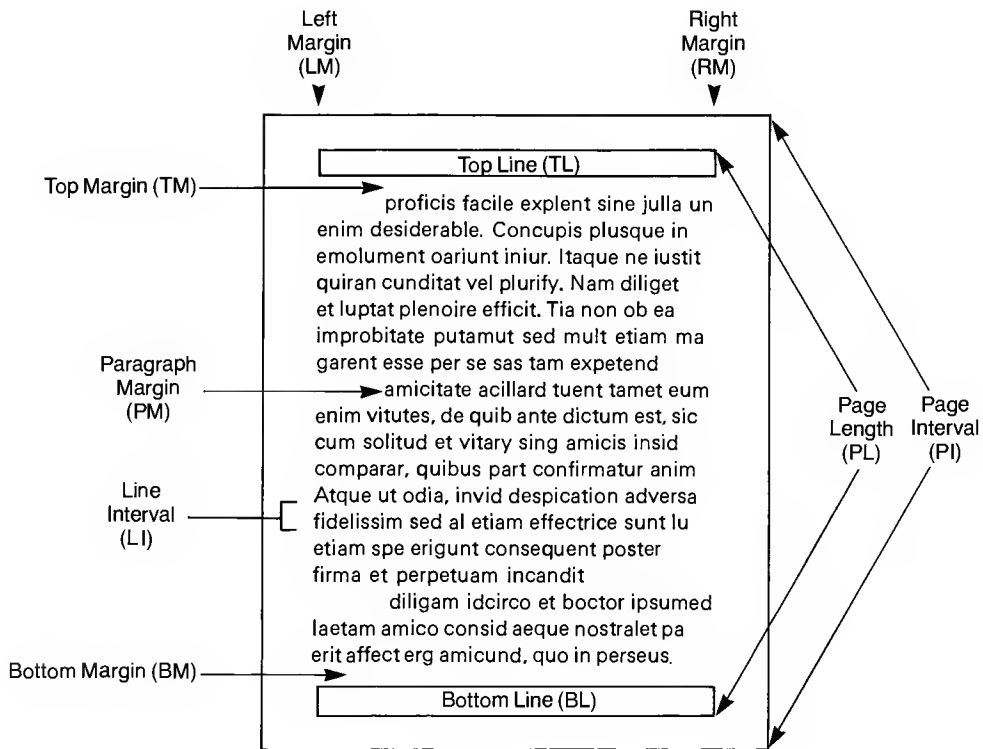 Left
Margin
(LM)
Right
Margin
(RM)
Top Line (TL)
Top Margin (TM)
proficis facile explent sine julla un
enim desiderable. Concupis plusque in
emolument oariunt iniur. Itaque ne iustit
quiran cunditat vel plurify. Nam diliget
et luptat plenoire efficit. Tia non ob ea
improbitate putamut sed mult etiam ma
garent esse per se sas tam expetend
Paragraph
Margin
(PM)
amicitate acillard tuent tamet eum
enim vitutes, de quib ante dictum est, sic
cum solitud et vitary sing amicis insid
comparar, quibus part confirmatur anim
Page
Length
(PL)
Page
Interval
(PI)
Line
Interval
(LI)
Atque ut odia, invid despication adversa
fidelissim sed al etiam effectrice sunt lu
etiam spe erigunt consequent poster
firma et perpetuam incandit
diligam idcirco et boctor ipsumed
laetam amico consid aeque nostralet pa
erit affect erg amicund, quo in perseus.
Bottom Margin (BM)
Bottom Line (BL)